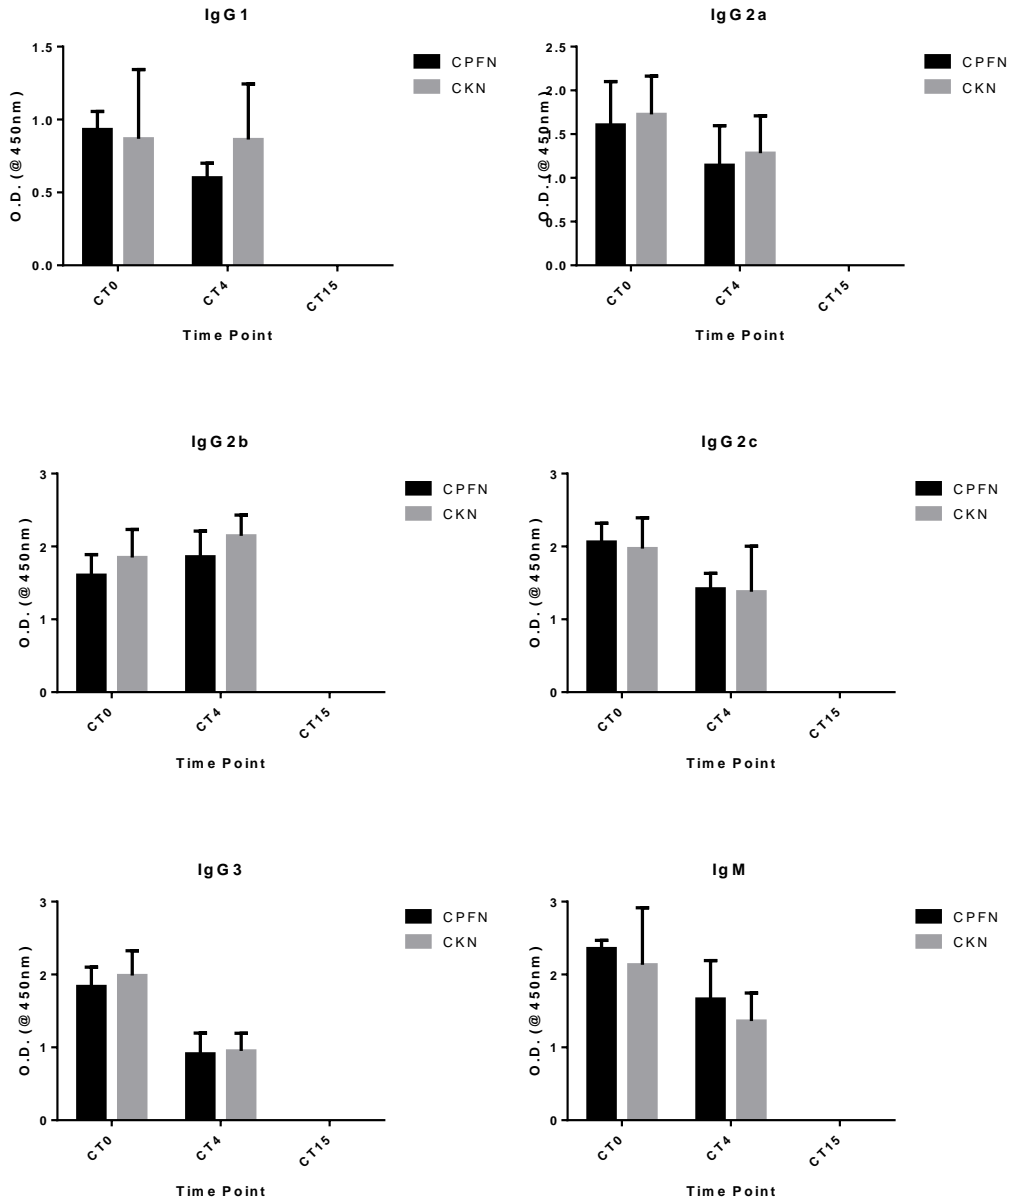 IgG1
O.D. (@450nm)
1.5
1.0
0.5
0.0
CT0
CT4
CT15
Time Point
CPFN
CKN
IgG2a
O.D. (@450nm)
2.5
2.0
1.5
1.0
0.5
0.0
CT0
CT4
CT15
Time Point
CPFN
CKN
IgG2b
O.D. (@450nm)
3
2
1
0
CT0
CT4
CT15
Time Point
CPFN
CKN
IgG2c
O.D. (@450nm)
3
2
1
0
CT0
CT4
CT15
Time Point
CPFN
CKN
IgG3
O.D. (@450nm)
3
2
1
0
CT0
CT4
CT15
Time Point
CPFN
CKN
IgM
O.D. (@450nm)
3
2
1
0
CT0
CT4
CT15
Time Point
CPFN
CKN